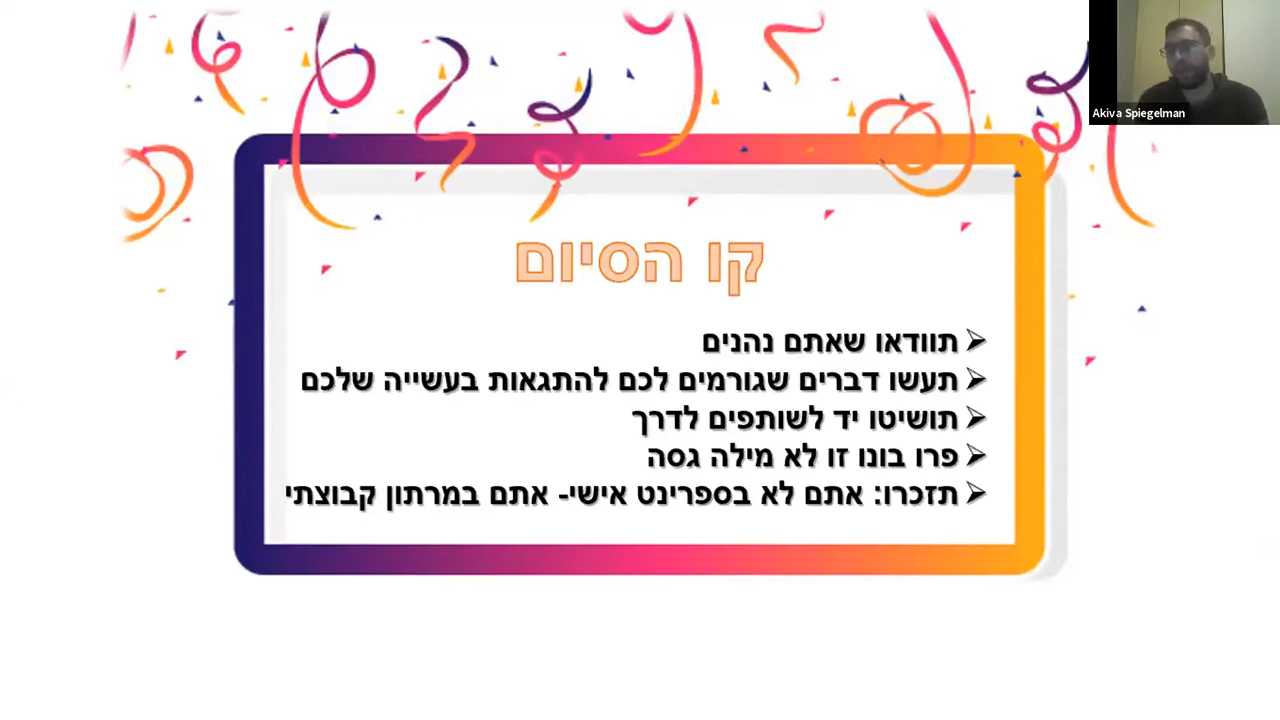 Akiva Spiegelman
קו הסיום
תוודאו שאתם נהנים
תעשו דברים שגורמים לכם להתגאות בעשייה שלכם
תושיטו יד לשותפים לדרך
פרו בונו זו לא מילה גסה
תזכרו: אתם לא בספרינט אישי- אתם במרתון קבוצתי